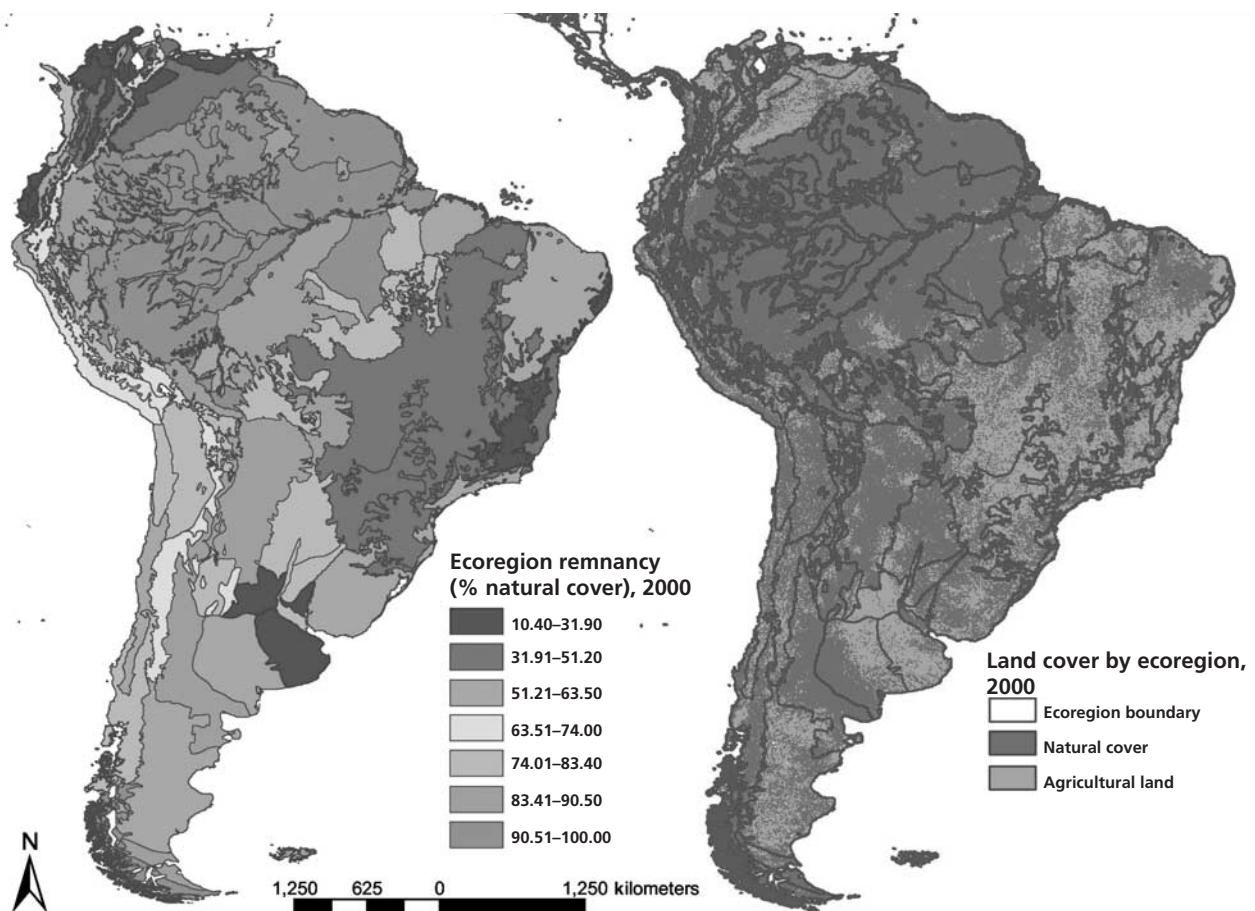 Ecoregion remnancy
(% natural cover), 2000
10.40–31.90
31.91–51.20
51.21–63.50
63.51–74.00
74.01–83.40
83.41–90.50
90.51–100.00
Land cover by ecoregion,
2000
Ecoregion boundary
Natural cover
Agricultural land
N
1,250 625 0 1,250 kilometers